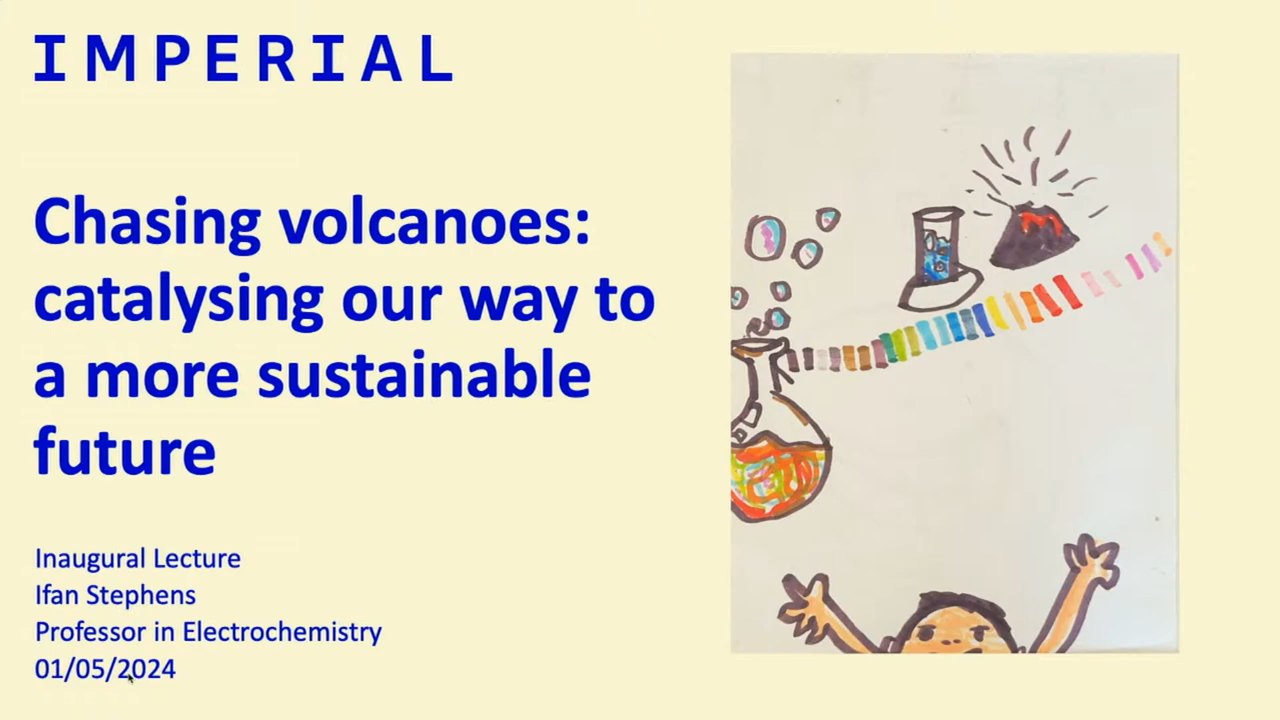 IMPERIAL
Chasing volcanoes:
catalysing our way to
a more sustainable
future
Inaugural Lecture
Ifan Stephens
Professor in Electrochemistry
01/05/2024